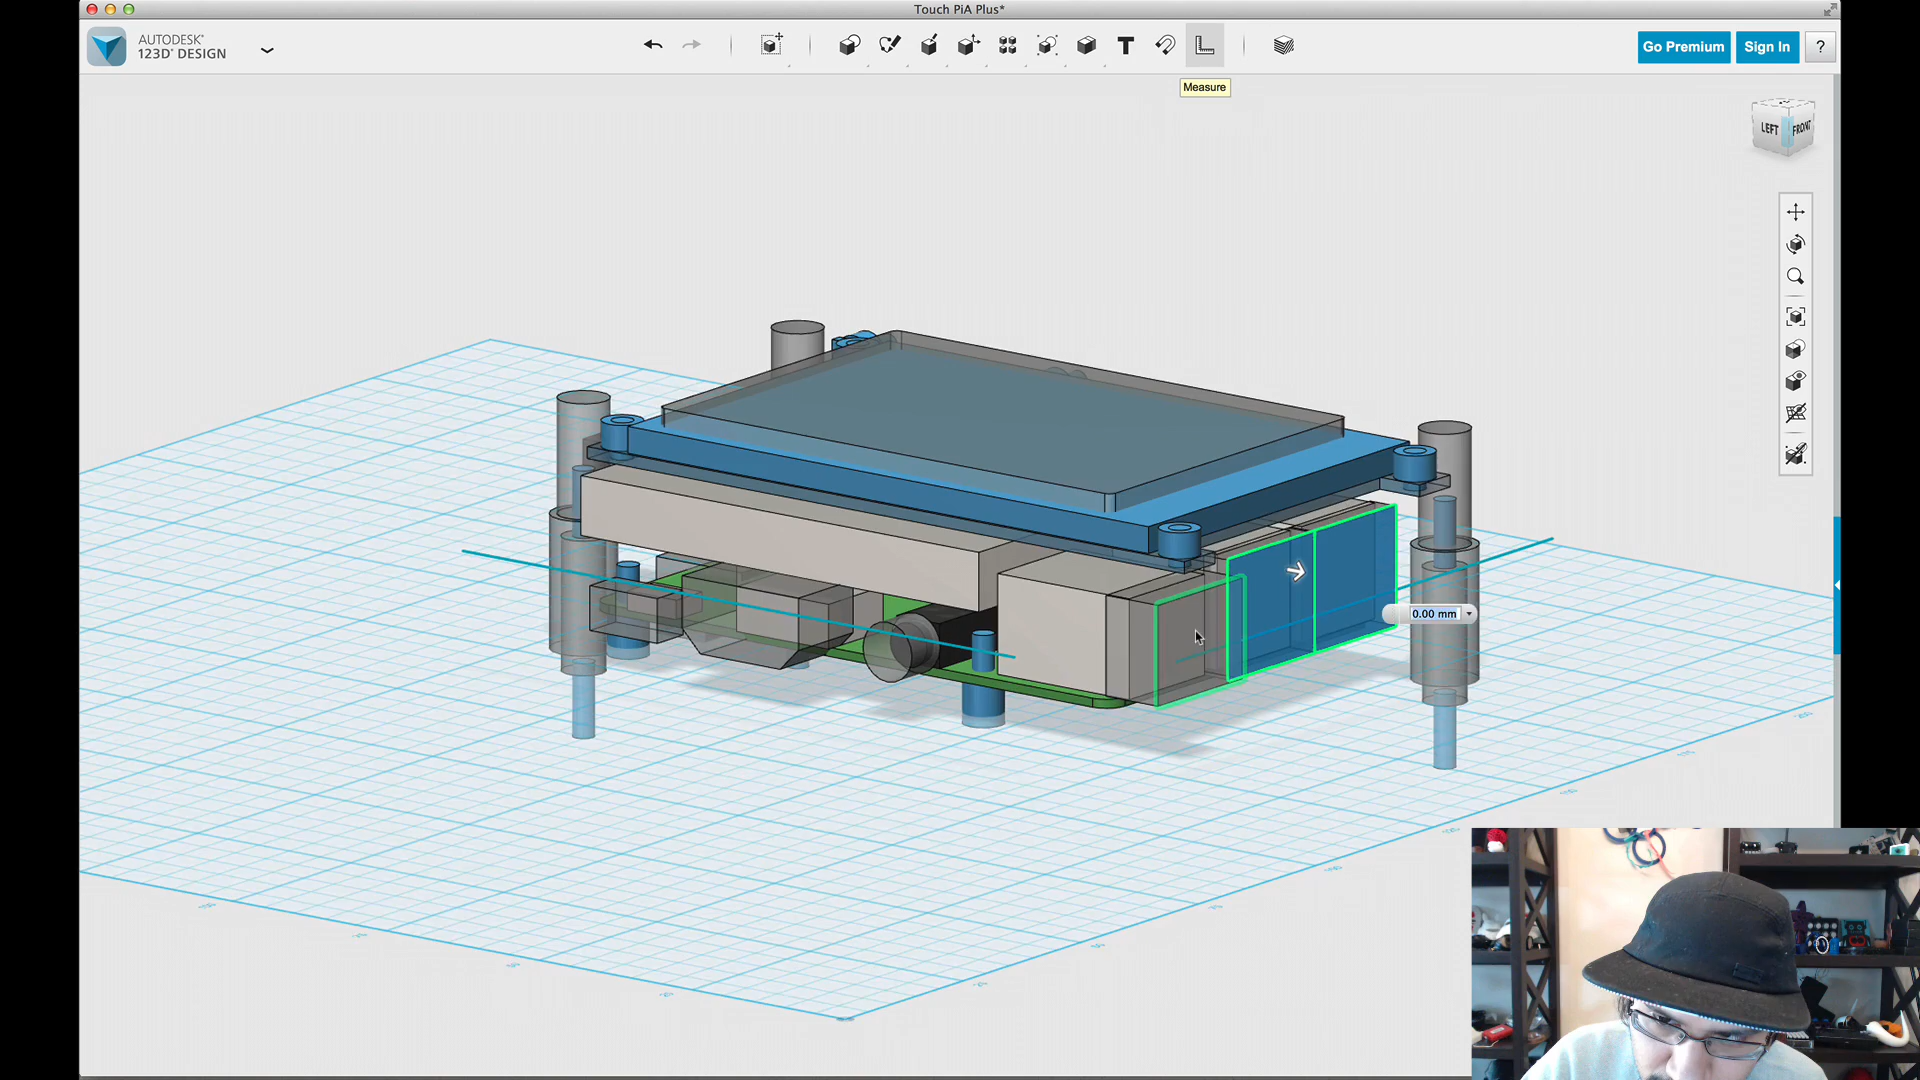 Touch PiA Plus*
AUTODESK®
123D® DESIGN
T
Go Premium
Sign In
?
Measure
LEFT
FRONT
0.00 mm